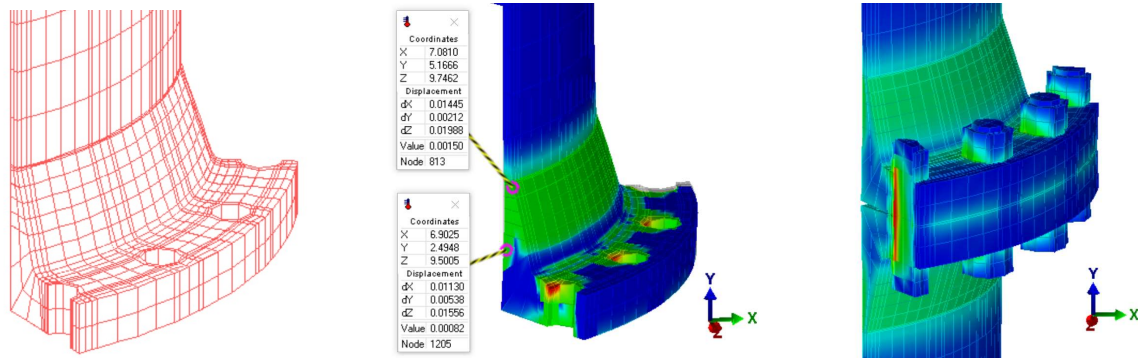 Coordinates
X 7.0810
Y 5.1666
Z 9.7462
Displacement
dX 0.01445
dY 0.00212
dZ 0.01988
Value 0.00150
Node 813
Coordinates
X 6.9025
Y 2.4948
Z 9.5005
Displacement
dX 0.01130
dY 0.00538
dZ 0.01556
Value 0.00082
Node 1205
Y
X
Z
Y
X
Z